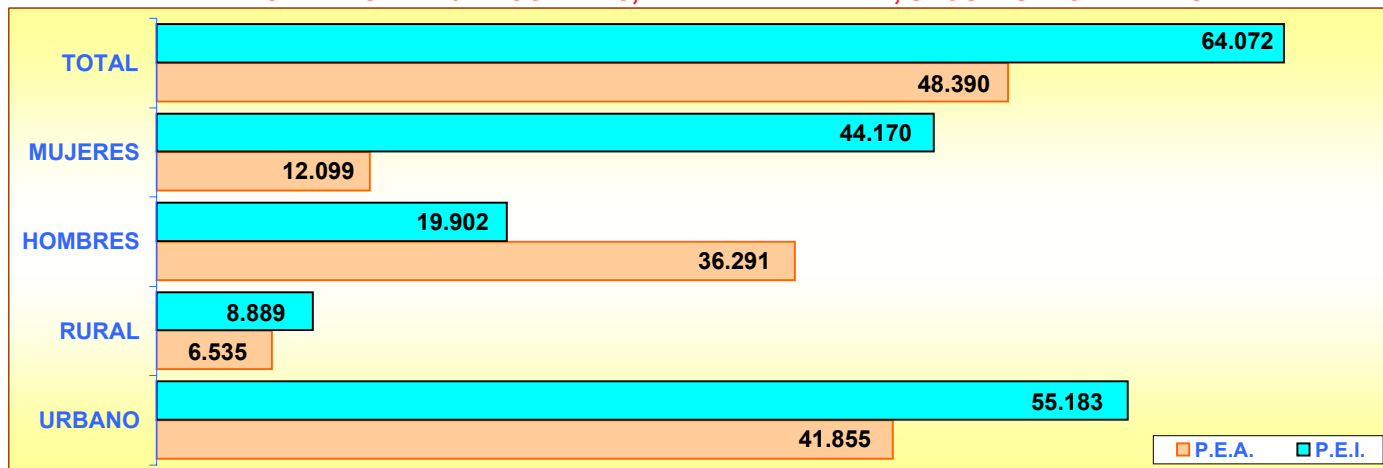 TOTAL
64.072
48.390
MUJERES
44.170
12.099
HOMBRES
19.902
36.291
RURAL
8.889
6.535
URBANO
55.183
41.855
P.E.A.
P.E.I.